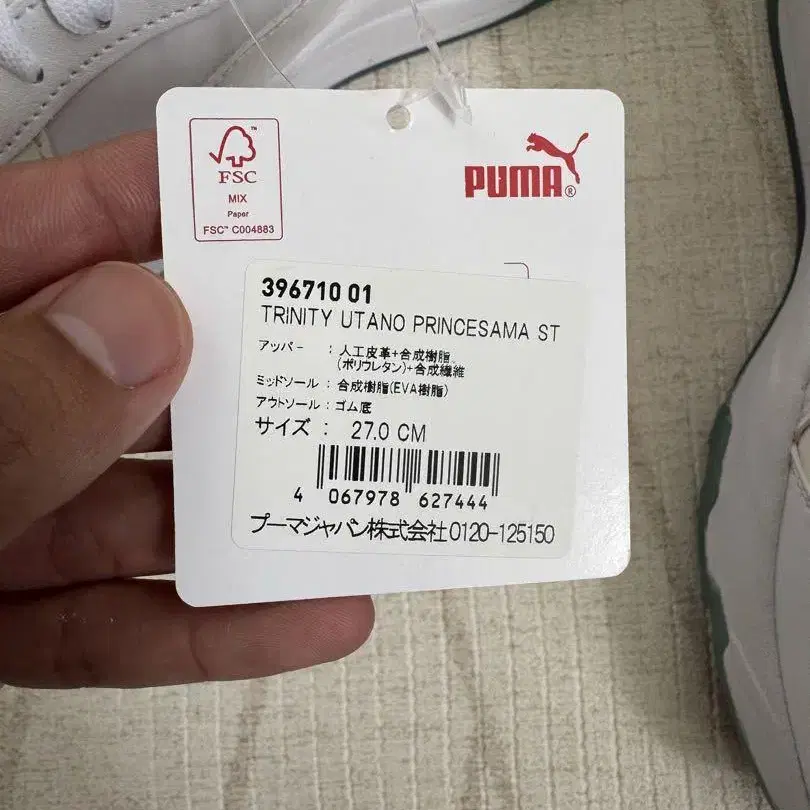 FSC™
MIX
Paper
FSC™ C004883
PUMA®
396710 01
TRINITY UTANO PRINCESAMA ST
アッパー : 人工皮革+合成樹脂
(ポリウレタン)+合成繊維
ミッドソール : 合成樹脂(EVA樹脂)
アウトソール : ゴム底
サイズ : 27.0 CM
4 067978 627444
プーマジャパン株式会社 0120-125150